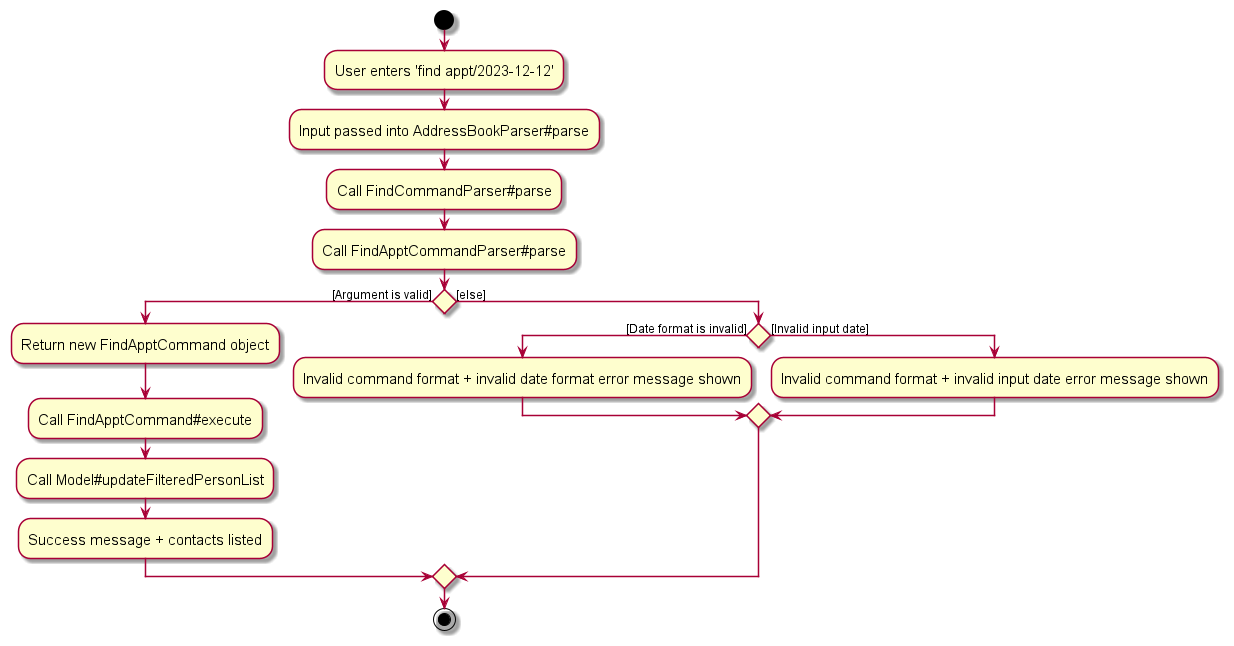 User enters 'find appt/2023-12-12'
Input passed into AddressBookParser#parse
Call FindCommandParser#parse
Call FindApptCommandParser#parse
[Argument is valid]
[else]
Return new FindApptCommand object
Call FindApptCommand#execute
Call Model#updateFilteredPersonList
Success message + contacts listed
[Date format is invalid]
[Invalid input date]
Invalid command format + invalid date format error message shown
Invalid command format + invalid input date error message shown